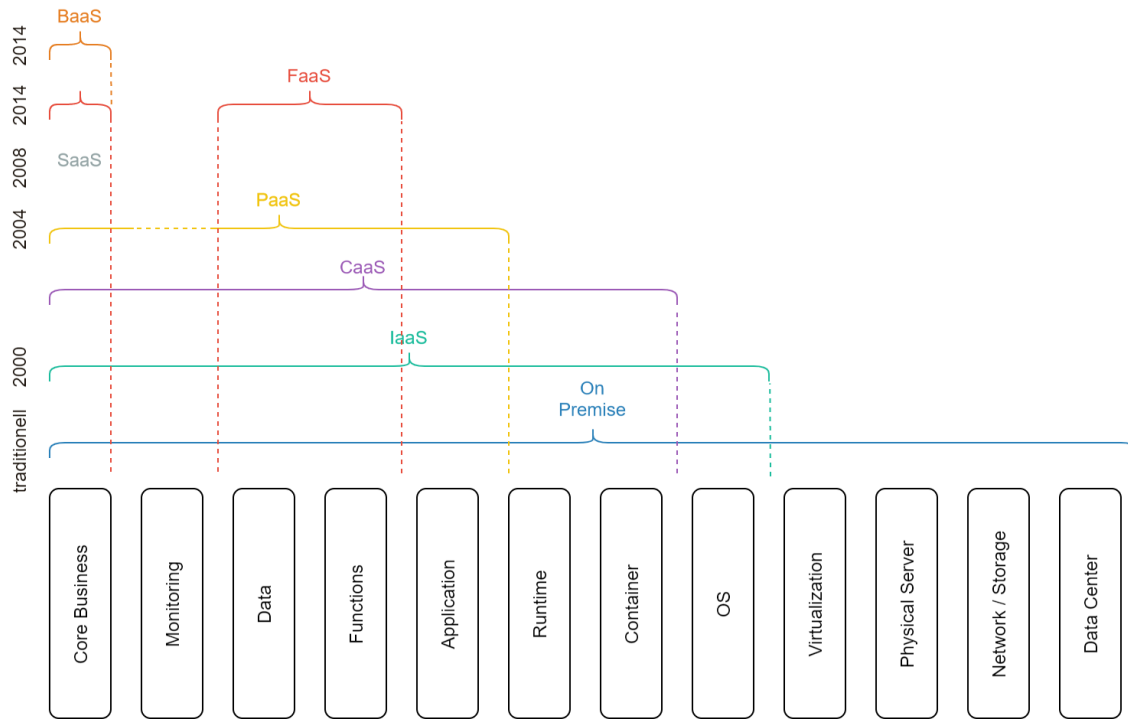 BaaS
2014
FaaS
2014
SaaS
2008
PaaS
2004
CaaS
IaaS
2000
On
Premise
traditionell
Core Business
Monitoring
Data
Functions
Application
Runtime
Container
OS
Virtualization
Physical Server
Network / Storage
Data Center